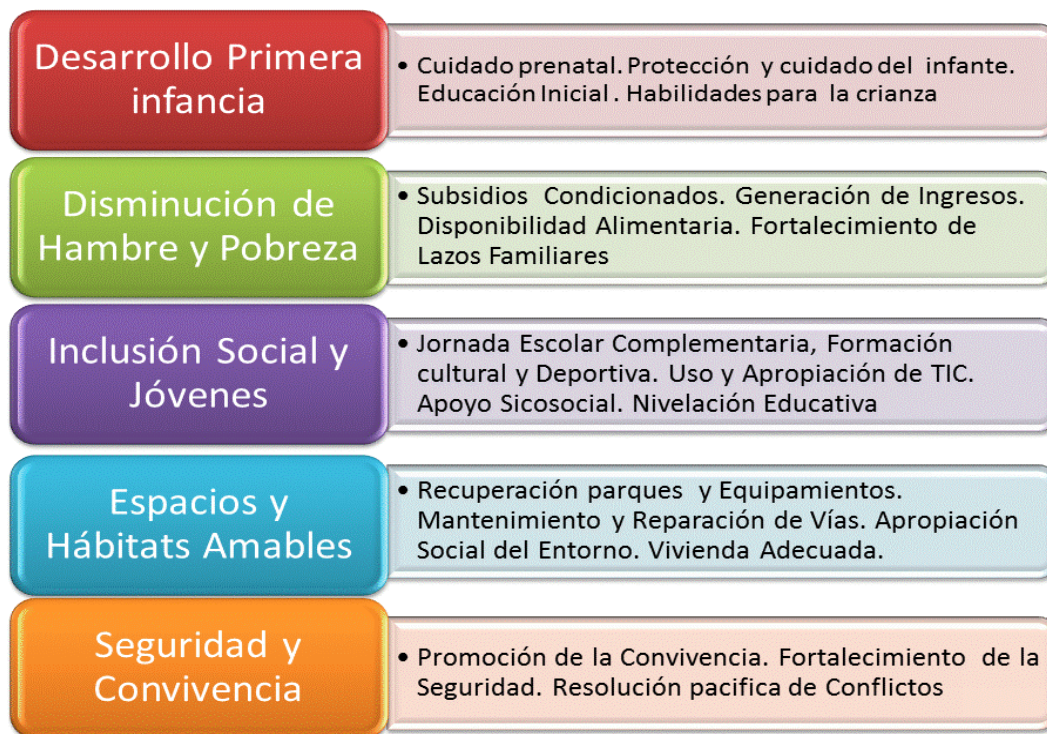 Desarrollo Primera
infancia
• Cuidado prenatal. Protección y cuidado del infante.
Educación Inicial . Habilidades para la crianza
Disminución de
Hambre y Pobreza
• Subsidios Condicionados. Generación de Ingresos.
Disponibilidad Alimentaria. Fortalecimiento de
Lazos Familiares
Inclusión Social y
Jóvenes
• Jornada Escolar Complementaria, Formación
cultural y Deportiva. Uso y Apropiación de TIC.
Apoyo Sicosocial. Nivelación Educativa
Espacios y
Hábitats Amables
• Recuperación parques y Equipamientos.
Mantenimiento y Reparación de Vías. Apropiación
Social del Entorno. Vivienda Adecuada.
Seguridad y
Convivencia
• Promoción de la Convivencia. Fortalecimiento de la
Seguridad. Resolución pacifica de Conflictos